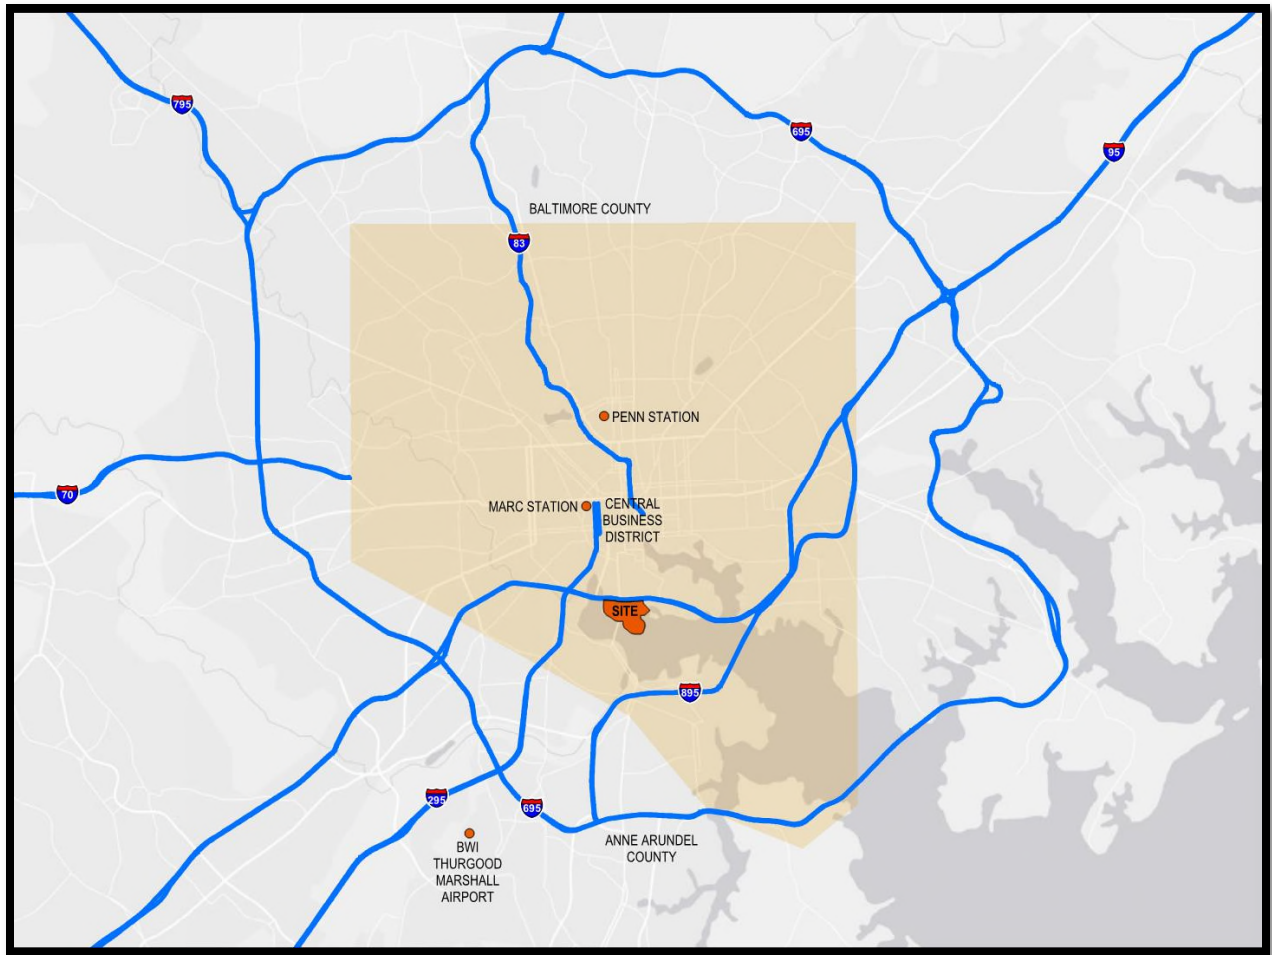 795
695
95
BALTIMORE COUNTY
83
PENN STATION
70
MARC STATION
CENTRAL
BUSINESS
DISTRICT
SITE
895
295
695
BWI
THURGOOD
MARSHALL
AIRPORT
ANNE ARUNDEL
COUNTY